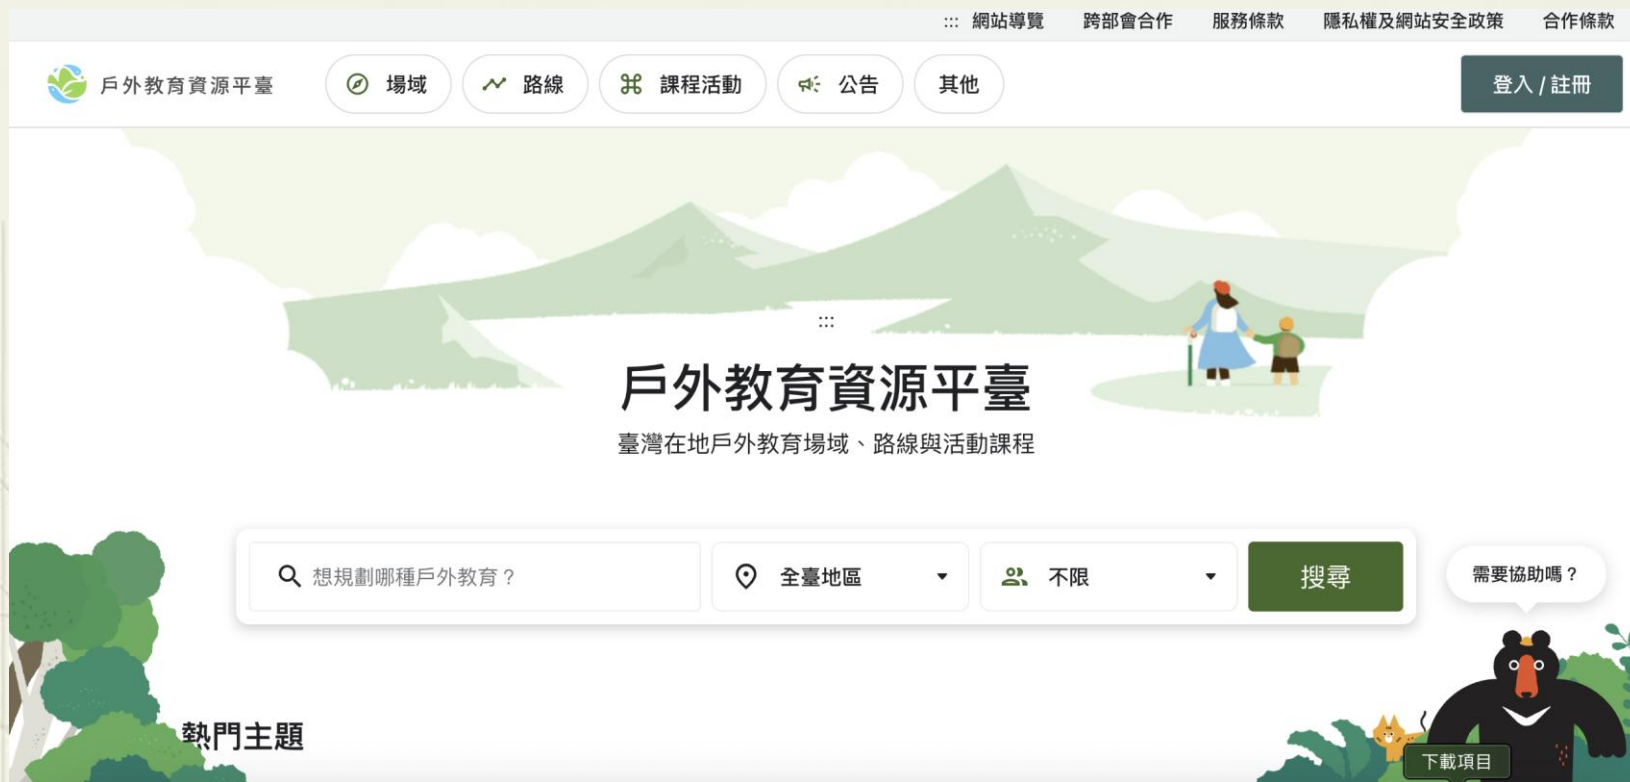 ::: 網站導覽 跨部會合作 服務條款 隱私權及網站安全政策 合作條款
戶外教育資源平臺 場域 路線 課程活動 公告 其他 登入 / 註冊
:::
戶外教育資源平臺
臺灣在地戶外教育場域、路線與活動課程
想規劃哪種戶外教育？ 全臺地區 不限 搜尋
需要協助嗎？
熱門主題
下載項目